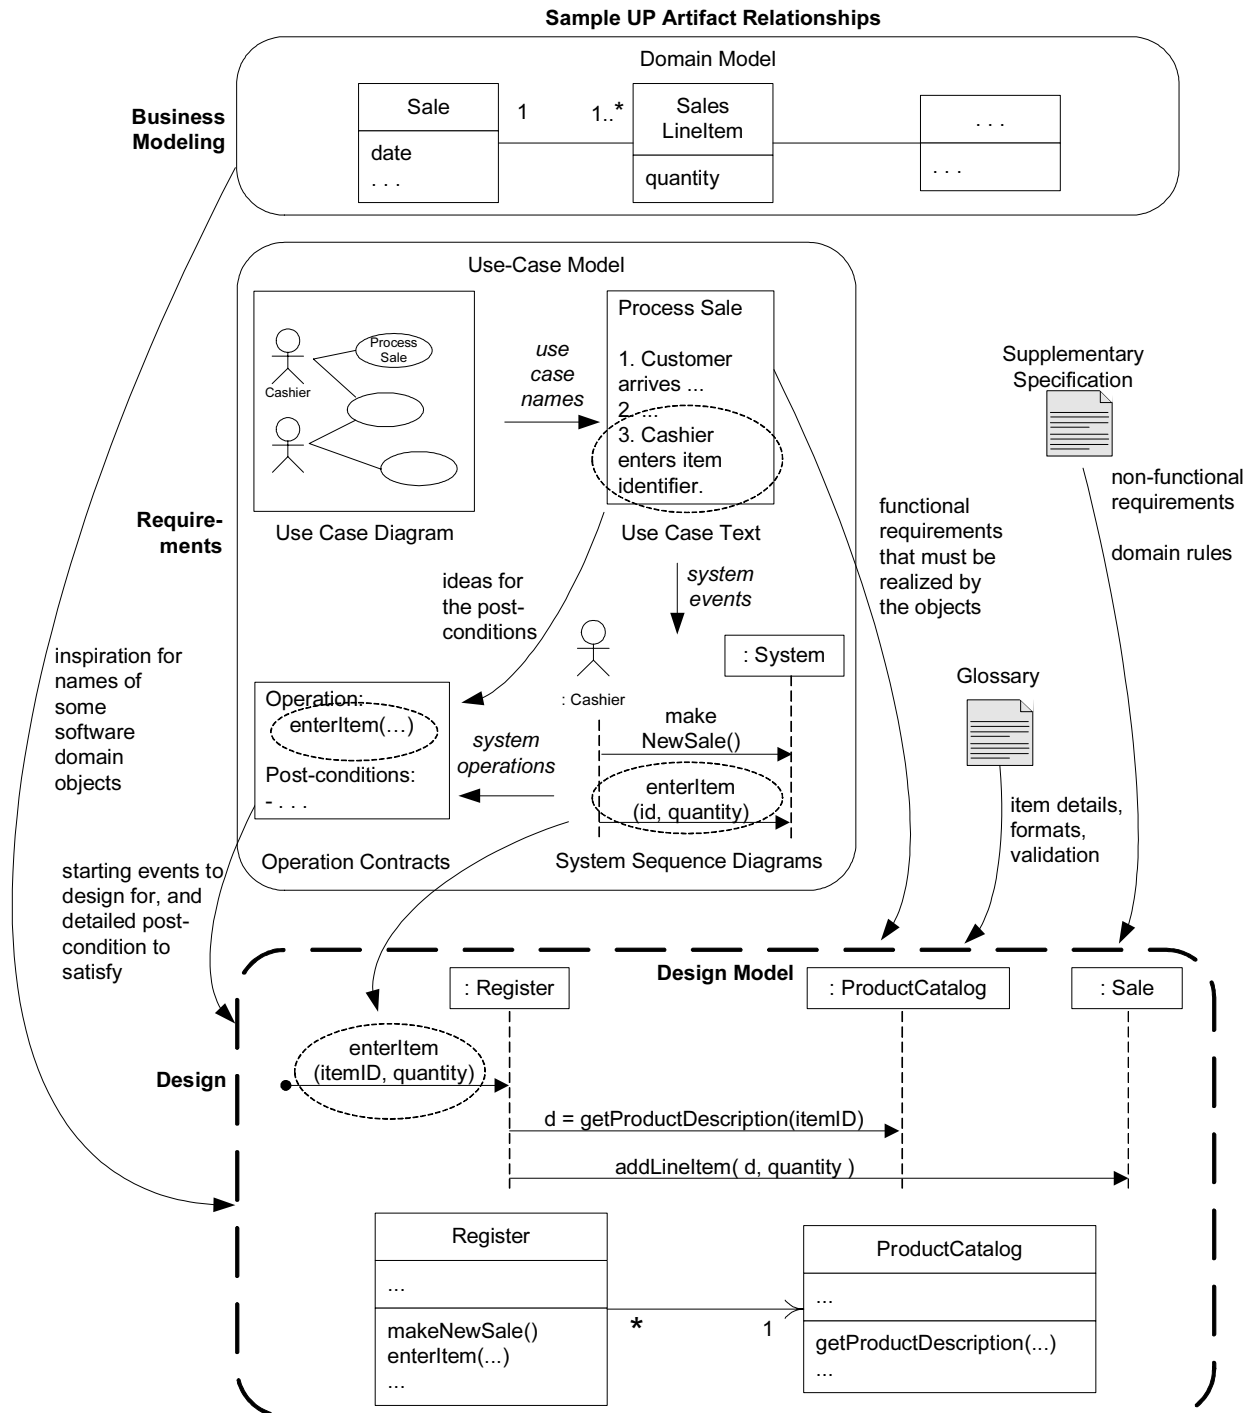 Sample UP Artifact Relationships
Domain Model
Business
Modeling
Sale
1
1..*
Sales
LineItem
. . .
date
. . .
quantity
. . .
Use-Case Model
Process
Sale
Cashier
Use Case Diagram
use
case
names
Process Sale
1. Customer
arrives ...
2. ...
3. Cashier
enters item
identifier.
Use Case Text
Require-
ments
Supplementary
Specification
non-functional
requirements
domain rules
functional
requirements
that must be
realized by
the objects
ideas for
the post-
conditions
system
events
: System
: Cashier
make
NewSale()
enterItem
(id, quantity)
system
operations
Operation:
enterItem(…)
Post-conditions:
- . . .
Operation Contracts
System Sequence Diagrams
inspiration for
names of
some
software
domain
objects
Glossary
item details,
formats,
validation
starting events to
design for, and
detailed post-
condition to
satisfy
Design Model
: Register
: ProductCatalog
: Sale
Design
enterItem
(itemID, quantity)
d = getProductDescription(itemID)
addLineItem( d, quantity )
Register
...
makeNewSale()
enterItem(...)
...
*
1
ProductCatalog
...
getProductDescription(...)
...